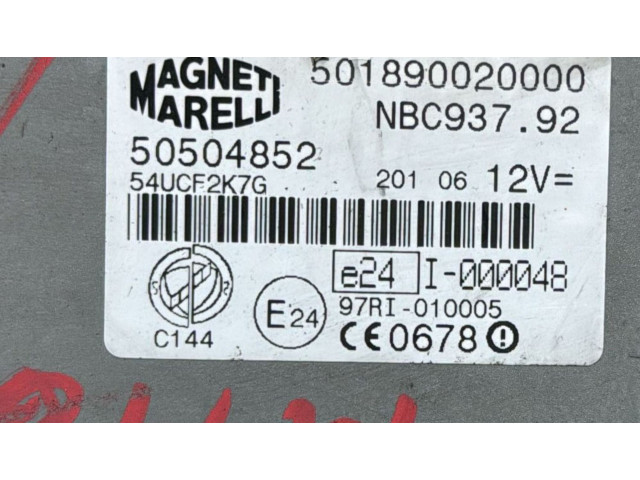 MAGNETI
MARELLI
501890020000
NBC937.92
50504852
54UCF2K7G
201 06 12V=
e24 I-000048
E24
97RI-010005
C144
CE0678